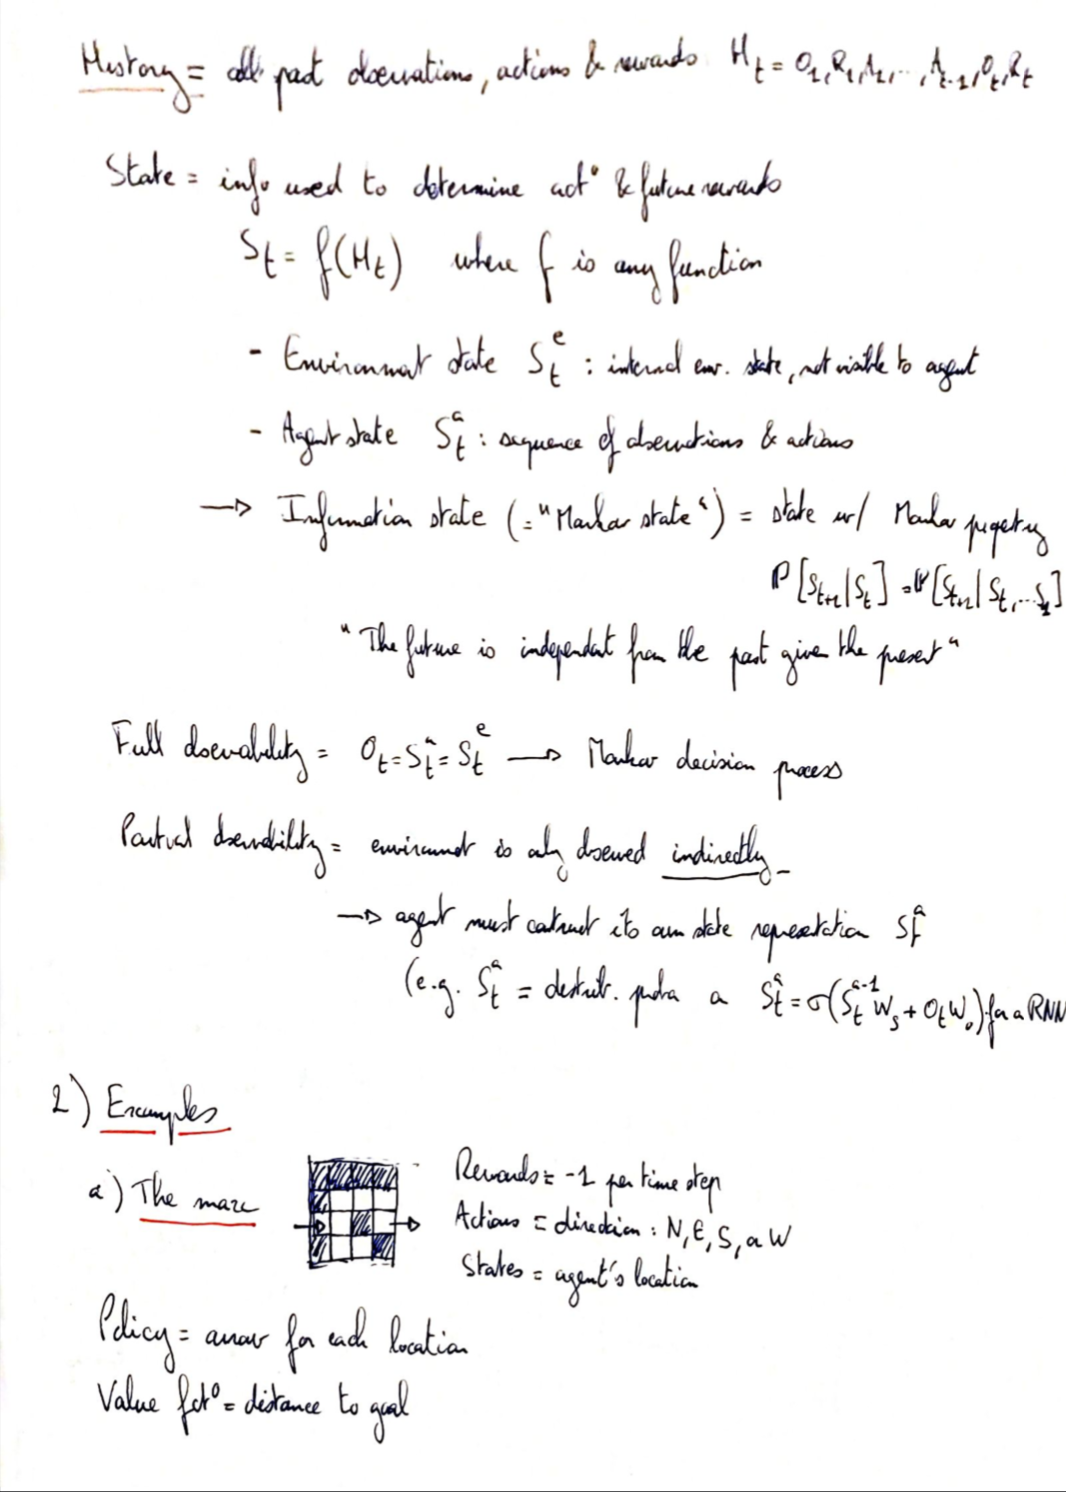 History = all past observations, actions & rewards. H_t = O_1, R_1, A_1, ..., A_{t-1}, O_t, R_t
State = info used to determine act° & future rewards
S_t = f(H_t) where f is any function
- Environment state S_t^e : internal env. state, not visible to agent
- Agent state S_t^a : sequence of observations & actions
→ Information state (= "Markov state") = state w/ Markov property
P[S_{t+1} | S_t] = P[S_{t+1} | S_t, ... S_1]
"The future is independent from the past given the present"
Full observability = O_t = S_t^a = S_t^e → Markov decision process
Partial observability = environment is only observed indirectly
→ agent must construct its own state representation S_t^a
(e.g. S_t^a = distrib. or S_t^a = σ(S_t^{a-1} W_s + O_t W_o) for a RNN
2) Examples
a) The maze
Rewards = -1 per time step
Actions = direction : N, E, S, or W
States = agent's location
Policy = arrow for each location
Value fct° = distance to goal